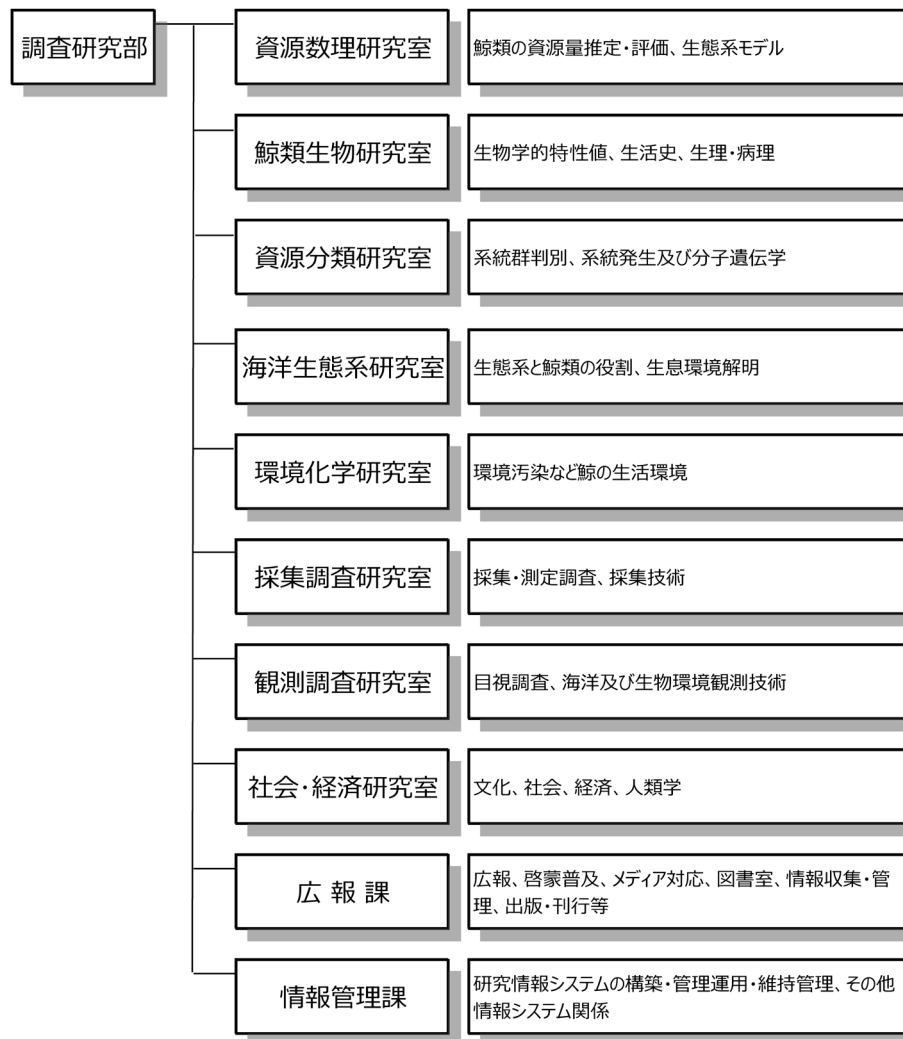 調査研究部
資源数理研究室
鯨類の資源量推定・評価、生態系モデル
鯨類生物研究室
生物学的特性値、生活史、生理・病理
資源分類研究室
系統群判別、系統発生及び分子遺伝学
海洋生態系研究室
生態系と鯨類の役割、生息環境解明
環境化学研究室
環境汚染など鯨の生活環境
採集調査研究室
採集・測定調査、採集技術
観測調査研究室
目視調査、海洋及び生物環境観測技術
社会・経済研究室
文化、社会、経済、人類学
広 報 課
広報、啓蒙普及、メディア対応、図書室、情報収集・管
理、出版・刊行等
情報管理課
研究情報システムの構築・管理運用・維持管理、その他
情報システム関係